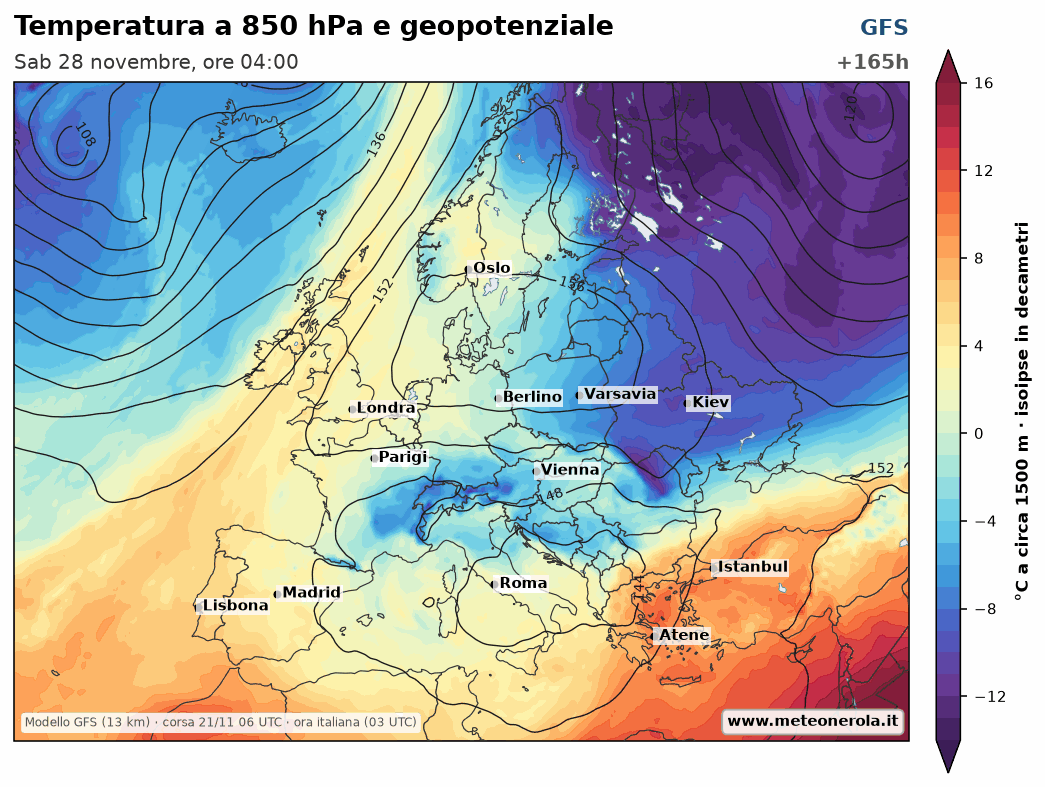 Temperatura a 850 hPa e geopotenziale
GFS
Sab 28 novembre, ore 04:00
+165h
108
136
120
152
156
Oslo
Londra
Berlino
Varsavia
Kiev
Parigi
Vienna
148
152
Madrid
Lisbona
Roma
144
Istanbul
Atene
Modello GFS (13 km) · corsa 21/11 06 UTC · ora italiana (03 UTC)
www.meteonerola.it
16
12
8
4
0
−4
−8
−12
°C a circa 1500 m · isoipse in decametri